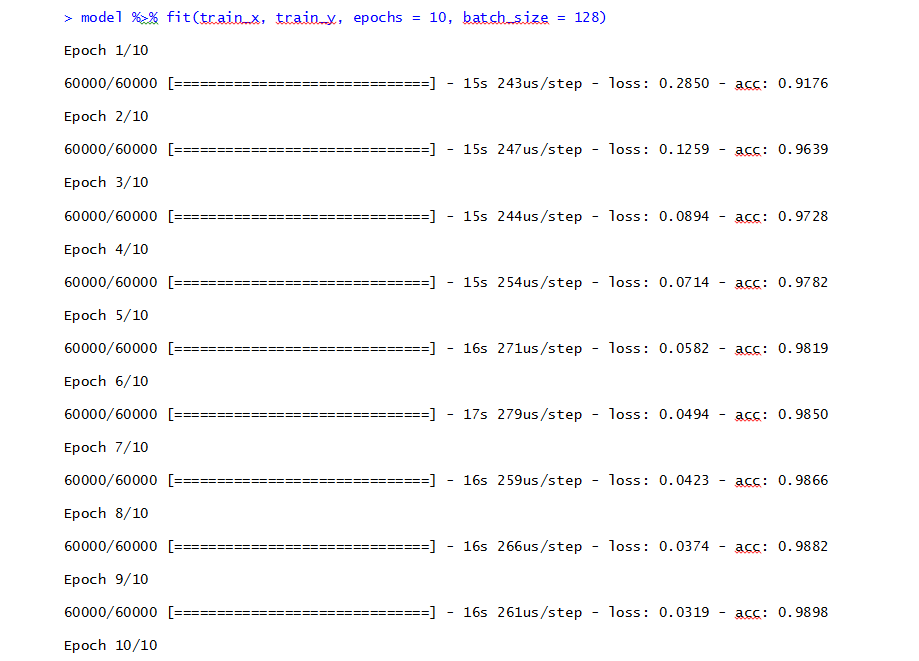 > model %>% fit(train_x, train_y, epochs = 10, batch_size = 128)
Epoch 1/10
60000/60000 [==============================] - 15s 243us/step - loss: 0.2850 - acc: 0.9176
Epoch 2/10
60000/60000 [==============================] - 15s 247us/step - loss: 0.1259 - acc: 0.9639
Epoch 3/10
60000/60000 [==============================] - 15s 244us/step - loss: 0.0894 - acc: 0.9728
Epoch 4/10
60000/60000 [==============================] - 15s 254us/step - loss: 0.0714 - acc: 0.9782
Epoch 5/10
60000/60000 [==============================] - 16s 271us/step - loss: 0.0582 - acc: 0.9819
Epoch 6/10
60000/60000 [==============================] - 17s 279us/step - loss: 0.0494 - acc: 0.9850
Epoch 7/10
60000/60000 [==============================] - 16s 259us/step - loss: 0.0423 - acc: 0.9866
Epoch 8/10
60000/60000 [==============================] - 16s 266us/step - loss: 0.0374 - acc: 0.9882
Epoch 9/10
60000/60000 [==============================] - 16s 261us/step - loss: 0.0319 - acc: 0.9898
Epoch 10/10